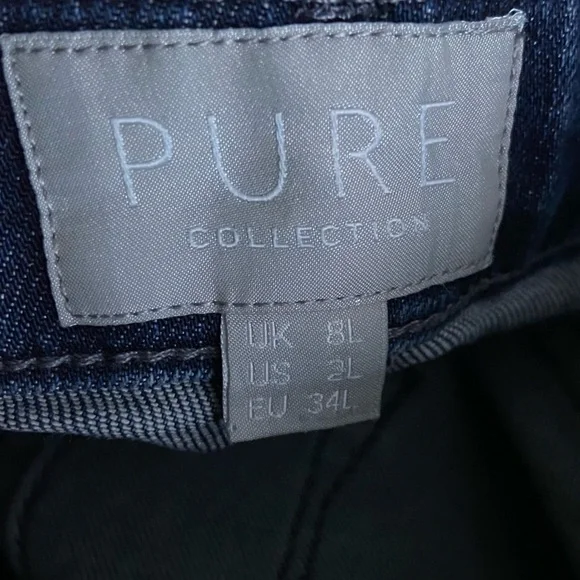 PURE
COLLECTION
UK 8L
US 2L
EU 34L